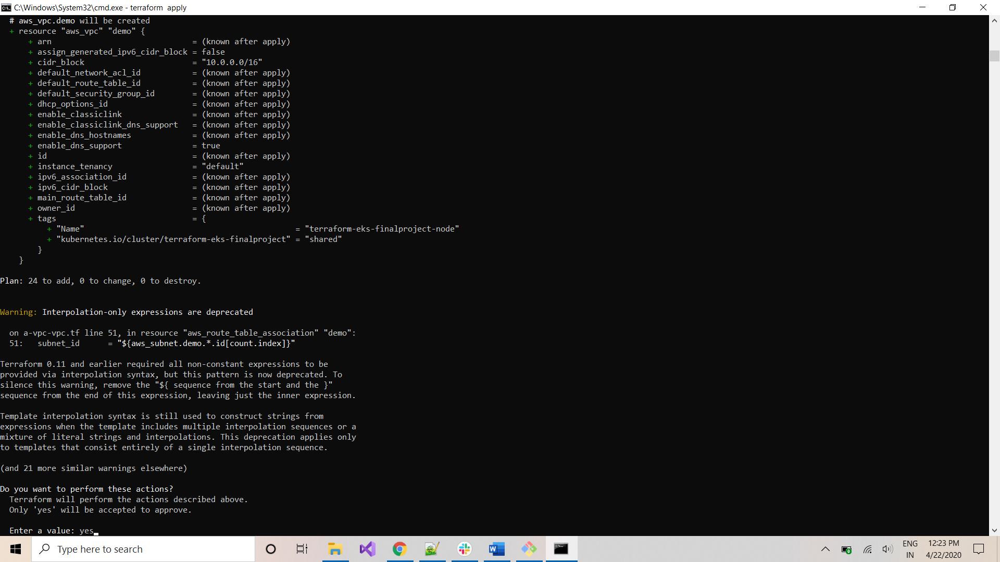 C:\Windows\System32\cmd.exe - terraform  apply
  # aws_vpc.demo will be created
  + resource "aws_vpc" "demo" {
      + arn                              = (known after apply)
      + assign_generated_ipv6_cidr_block = false
      + cidr_block                       = "10.0.0.0/16"
      + default_network_acl_id           = (known after apply)
      + default_route_table_id           = (known after apply)
      + default_security_group_id        = (known after apply)
      + dhcp_options_id                  = (known after apply)
      + enable_classiclink               = (known after apply)
      + enable_classiclink_dns_support   = (known after apply)
      + enable_dns_hostnames             = (known after apply)
      + enable_dns_support               = true
      + id                               = (known after apply)
      + instance_tenancy                 = "default"
      + ipv6_association_id              = (known after apply)
      + ipv6_cidr_block                  = (known after apply)
      + main_route_table_id              = (known after apply)
      + owner_id                         = (known after apply)
      + tags                             = {
          + "Name"                                             = "terraform-eks-finalproject-node"
          + "kubernetes.io/cluster/terraform-eks-finalproject" = "shared"
        }
    }
Plan: 24 to add, 0 to change, 0 to destroy.
Warning: Interpolation-only expressions are deprecated
  on a-vpc-vpc.tf line 51, in resource "aws_route_table_association" "demo":
  51:   subnet_id      = "${aws_subnet.demo.*.id[count.index]}"
Terraform 0.11 and earlier required all non-constant expressions to be
provided via interpolation syntax, but this pattern is now deprecated. To
silence this warning, remove the "${ sequence from the start and the }"
sequence from the end of this expression, leaving just the inner expression.
Template interpolation syntax is still used to construct strings from
expressions when the template includes multiple interpolation sequences or a
mixture of literal strings and interpolations. This deprecation applies only
to templates that consist entirely of a single interpolation sequence.
(and 21 more similar warnings elsewhere)
Do you want to perform these actions?
  Terraform will perform the actions described above.
  Only 'yes' will be accepted to approve.
  Enter a value: yes
Type here to search
ENG
IN
12:23 PM
4/22/2020